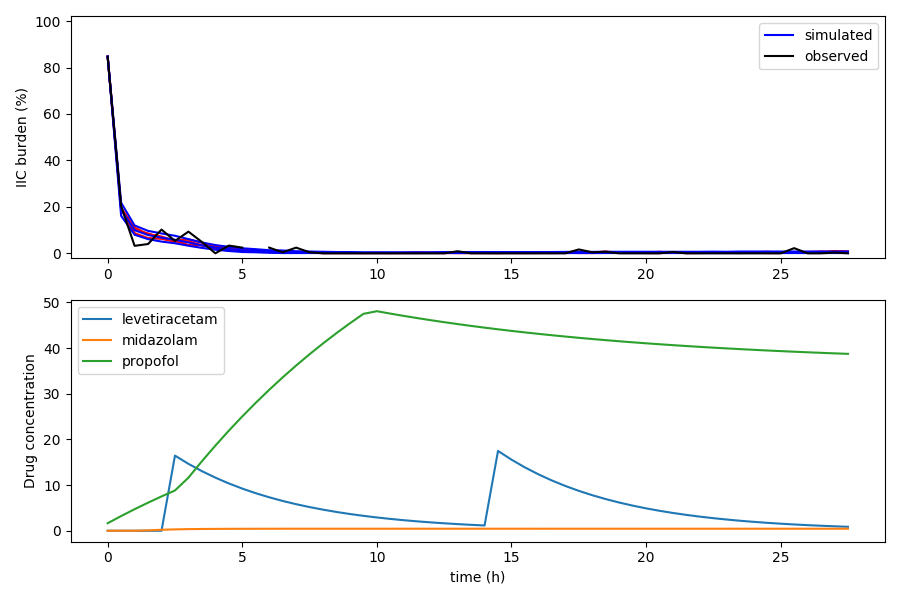 100
80
60
40
20
0
IIC burden (%)
simulated
observed
0 5 10 15 20 25
50
40
30
20
10
0
Drug concentration
levetiracetam
midazolam
propofol
0 5 10 15 20 25
time (h)